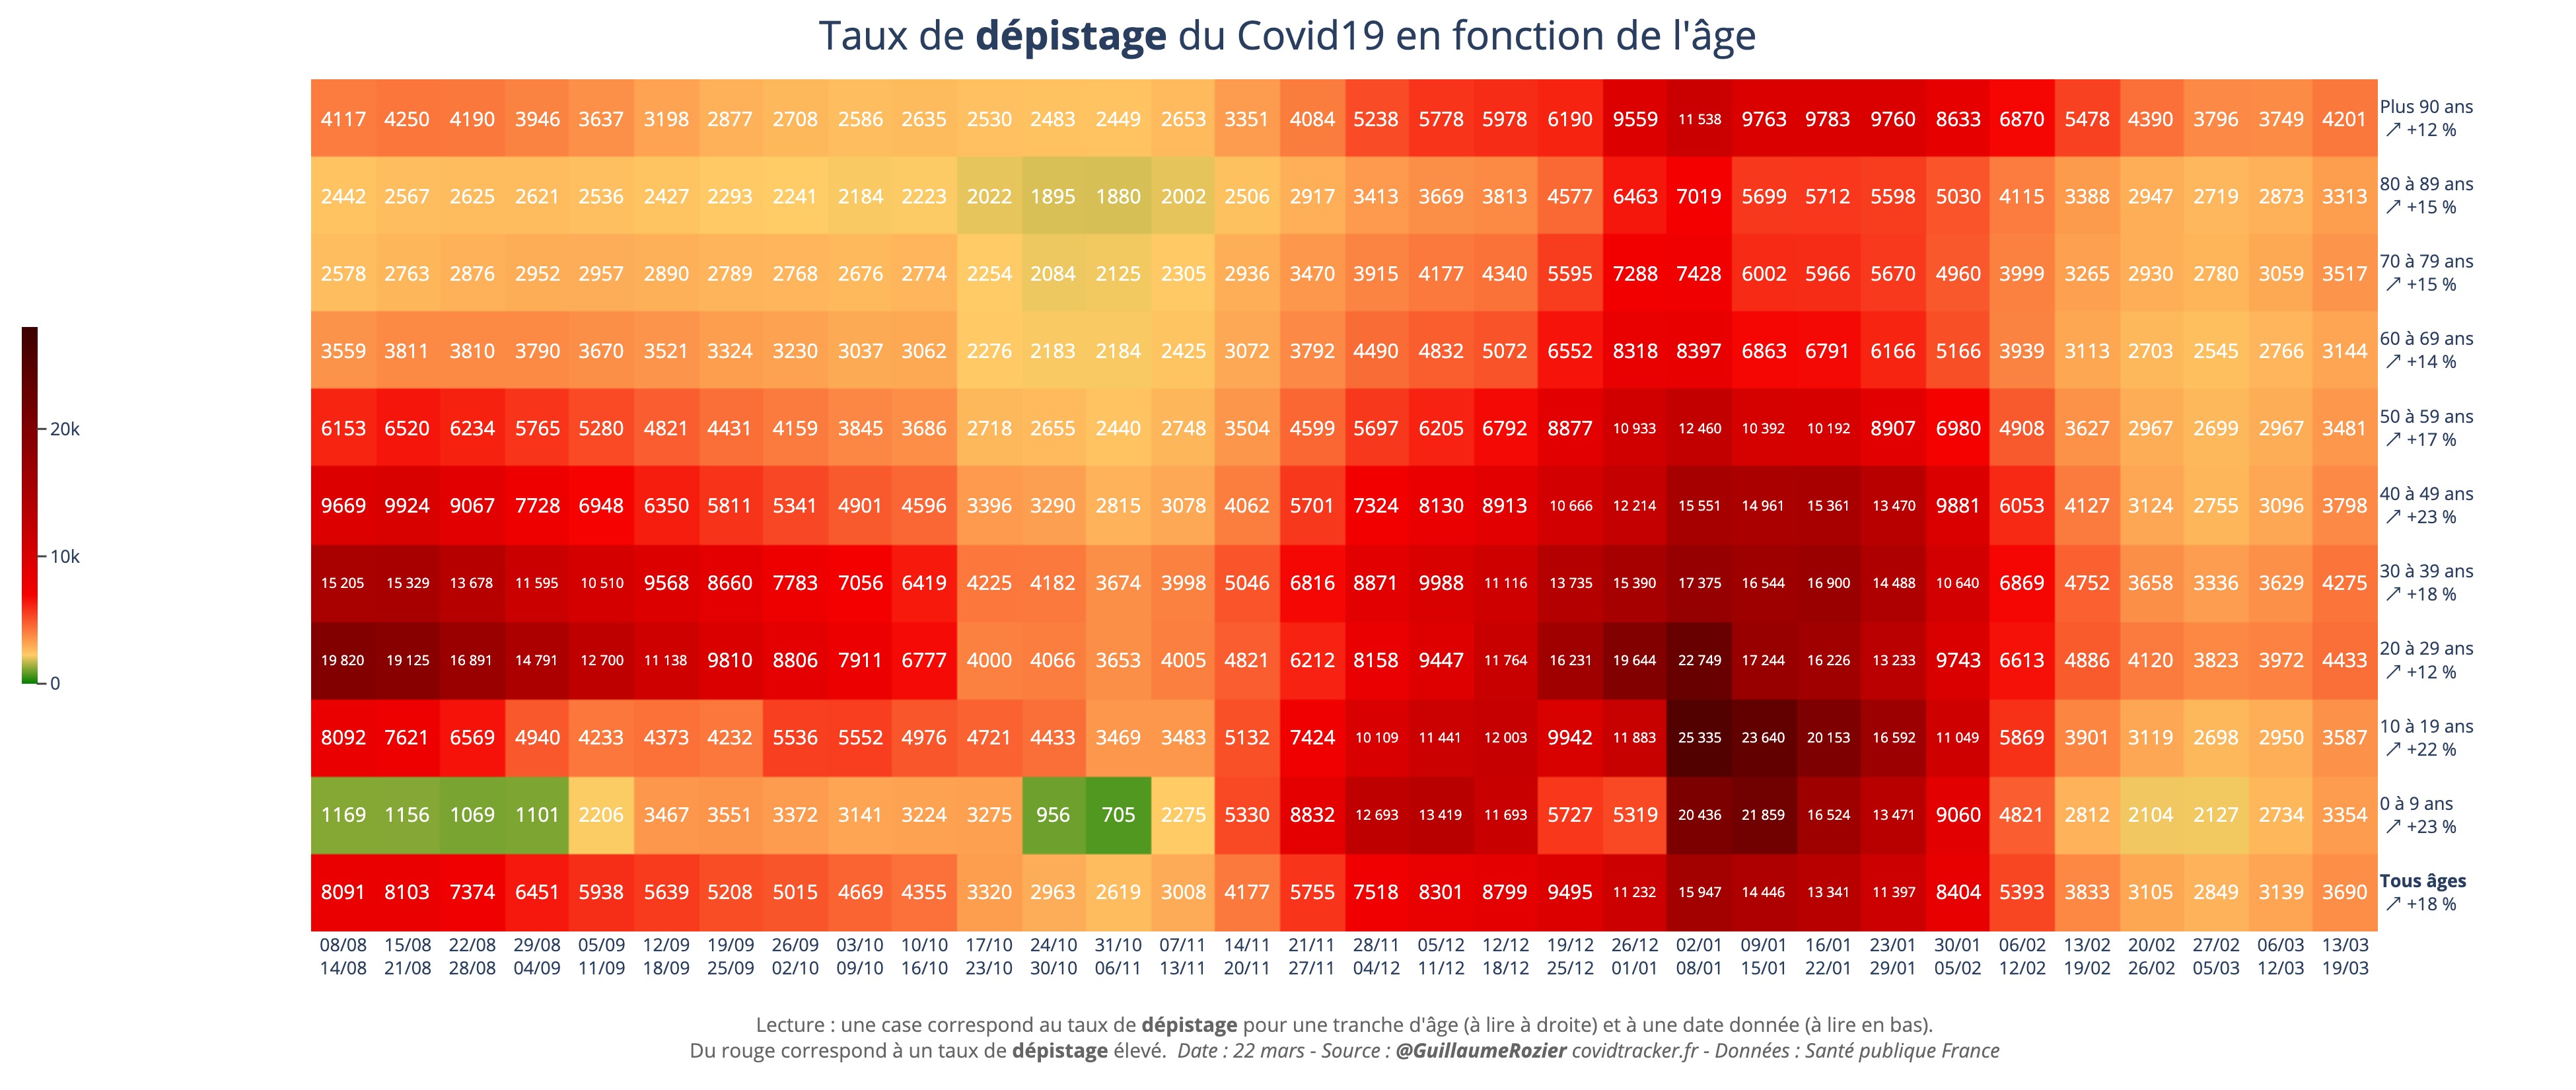 Taux de dépistage du Covid19 en fonction de l'âge
4117 4250 4190 3946 3637 3198 2877 2708 2586 2635 2530 2483 2449 2653 3351 4084 5238 5778 5978 6190 9559 11 538 9763 9783 9760 8633 6870 5478 4390 3796 3749 4201 Plus 90 ans
↗ +12 %
2442 2567 2625 2621 2536 2427 2293 2241 2184 2223 2022 1895 1880 2002 2506 2917 3413 3669 3813 4577 6463 7019 5699 5712 5598 5030 4115 3388 2947 2719 2873 3313 80 à 89 ans
↗ +15 %
2578 2763 2876 2952 2957 2890 2789 2768 2676 2774 2254 2084 2125 2305 2936 3470 3915 4177 4340 5595 7288 7428 6002 5966 5670 4960 3999 3265 2930 2780 3059 3517 70 à 79 ans
↗ +15 %
3559 3811 3810 3790 3670 3521 3324 3230 3037 3062 2276 2183 2184 2425 3072 3792 4490 4832 5072 6552 8318 8397 6863 6791 6166 5166 3939 3113 2703 2545 2766 3144 60 à 69 ans
↗ +14 %
6153 6520 6234 5765 5280 4821 4431 4159 3845 3686 2718 2655 2440 2748 3504 4599 5697 6205 6792 8877 10 933 12 460 10 392 10 192 8907 6980 4908 3627 2967 2699 2967 3481 50 à 59 ans
↗ +17 %
9669 9924 9067 7728 6948 6350 5811 5341 4901 4596 3396 3290 2815 3078 4062 5701 7324 8130 8913 10 666 12 214 15 551 14 961 15 361 13 470 9881 6053 4127 3124 2755 3096 3798 40 à 49 ans
↗ +23 %
15 205 15 329 13 678 11 595 10 510 9568 8660 7783 7056 6419 4225 4182 3674 3998 5046 6816 8871 9988 11 116 13 735 15 390 17 375 16 544 16 900 14 488 10 640 6869 4752 3658 3336 3629 4275 30 à 39 ans
↗ +18 %
19 820 19 125 16 891 14 791 12 700 11 138 9810 8806 7911 6777 4000 4066 3653 4005 4821 6212 8158 9447 11 764 16 231 19 644 22 749 17 244 16 226 13 233 9743 6613 4886 4120 3823 3972 4433 20 à 29 ans
↗ +12 %
8092 7621 6569 4940 4233 4373 4232 5536 5552 4976 4721 4433 3469 3483 5132 7424 10 109 11 441 12 003 9942 11 883 25 335 23 640 20 153 16 592 11 049 5869 3901 3119 2698 2950 3587 10 à 19 ans
↗ +22 %
1169 1156 1069 1101 2206 3467 3551 3372 3141 3224 3275 956 705 2275 5330 8832 12 693 13 419 11 693 5727 5319 20 436 21 859 16 524 13 471 9060 4821 2812 2104 2127 2734 3354 0 à 9 ans
↗ +23 %
8091 8103 7374 6451 5938 5639 5208 5015 4669 4355 3320 2963 2619 3008 4177 5755 7518 8301 8799 9495 11 232 15 947 14 446 13 341 11 397 8404 5393 3833 3105 2849 3139 3690 Tous âges
↗ +18 %
20k
10k
0
08/08 15/08 22/08 29/08 05/09 12/09 19/09 26/09 03/10 10/10 17/10 24/10 31/10 07/11 14/11 21/11 28/11 05/12 12/12 19/12 26/12 02/01 09/01 16/01 23/01 30/01 06/02 13/02 20/02 27/02 06/03 13/03
14/08 21/08 28/08 04/09 11/09 18/09 25/09 02/10 09/10 16/10 23/10 30/10 06/11 13/11 20/11 27/11 04/12 11/12 18/12 25/12 01/01 08/01 15/01 22/01 29/01 05/02 12/02 19/02 26/02 05/03 12/03 19/03
Lecture : une case correspond au taux de dépistage pour une tranche d'âge (à lire à droite) et à une date donnée (à lire en bas).
Du rouge correspond à un taux de dépistage élevé. Date : 22 mars - Source : @GuillaumeRozier covidtracker.fr - Données : Santé publique France